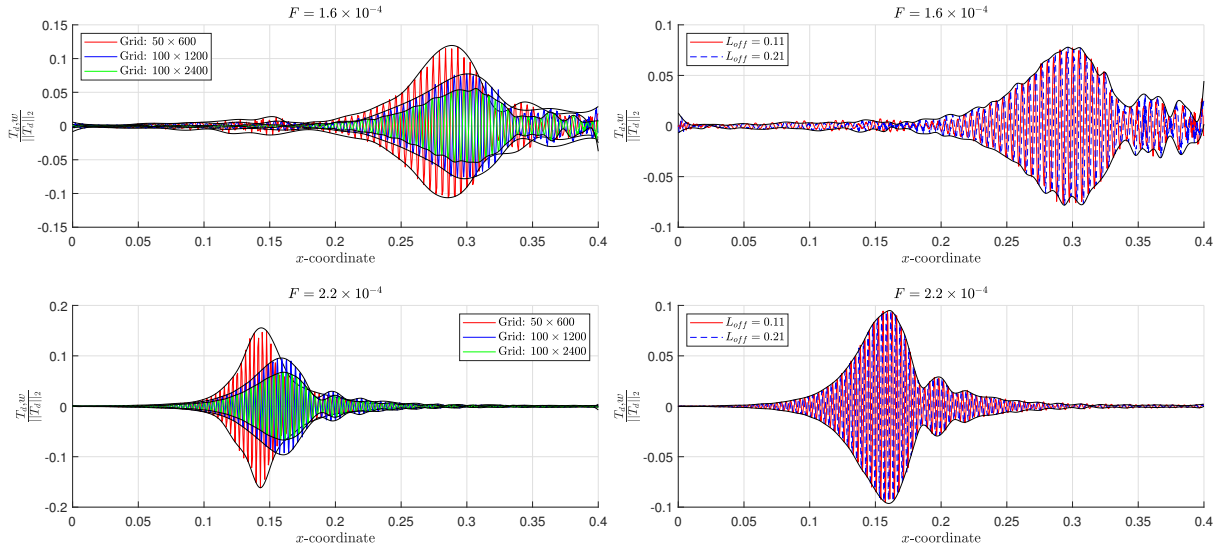 F = 1.6 × 10⁻⁴
0.15
0.1
0.05
0
-0.05
-0.1
-0.15
T_d,w / ||T_d||_2
Grid: 50 × 600
Grid: 100 × 1200
Grid: 100 × 2400
0 0.05 0.1 0.15 0.2 0.25 0.3 0.35 0.4
x-coordinate
F = 1.6 × 10⁻⁴
0.1
0.05
0
-0.05
-0.1
T_d,w / ||T_d||_2
L_off = 0.11
L_off = 0.21
0 0.05 0.1 0.15 0.2 0.25 0.3 0.35 0.4
x-coordinate
F = 2.2 × 10⁻⁴
0.2
0.1
0
-0.1
-0.2
T_d,w / ||T_d||_2
Grid: 50 × 600
Grid: 100 × 1200
Grid: 100 × 2400
0 0.05 0.1 0.15 0.2 0.25 0.3 0.35 0.4
x-coordinate
F = 2.2 × 10⁻⁴
0.1
0.05
0
-0.05
-0.1
T_d,w / ||T_d||_2
L_off = 0.11
L_off = 0.21
0 0.05 0.1 0.15 0.2 0.25 0.3 0.35 0.4
x-coordinate